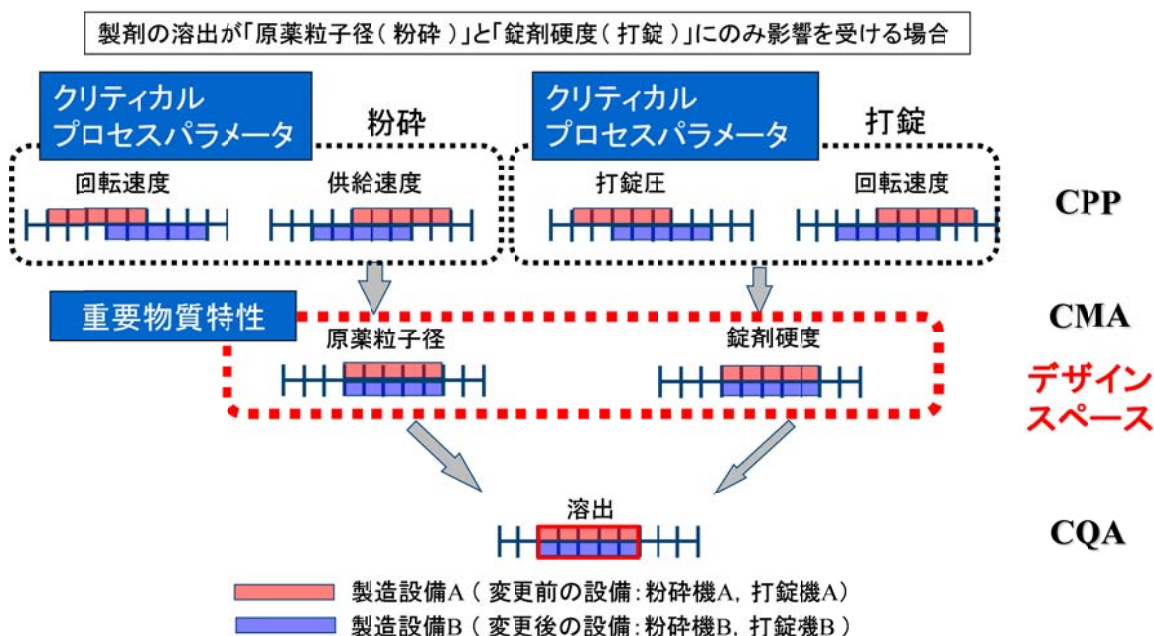 製剤の溶出が「原薬粒子径(粉砕)」と「錠剤硬度(打錠)」にのみ影響を受ける場合
クリティカル
プロセスパラメータ
粉砕
クリティカル
プロセスパラメータ
打錠
回転速度
供給速度
打錠圧
回転速度
CPP
重要物質特性
CMA
原薬粒子径
錠剤硬度
デザイン
スペース
溶出
CQA
製造設備A(変更前の設備:粉砕機A,打錠機A)
製造設備B(変更後の設備:粉砕機B,打錠機B)